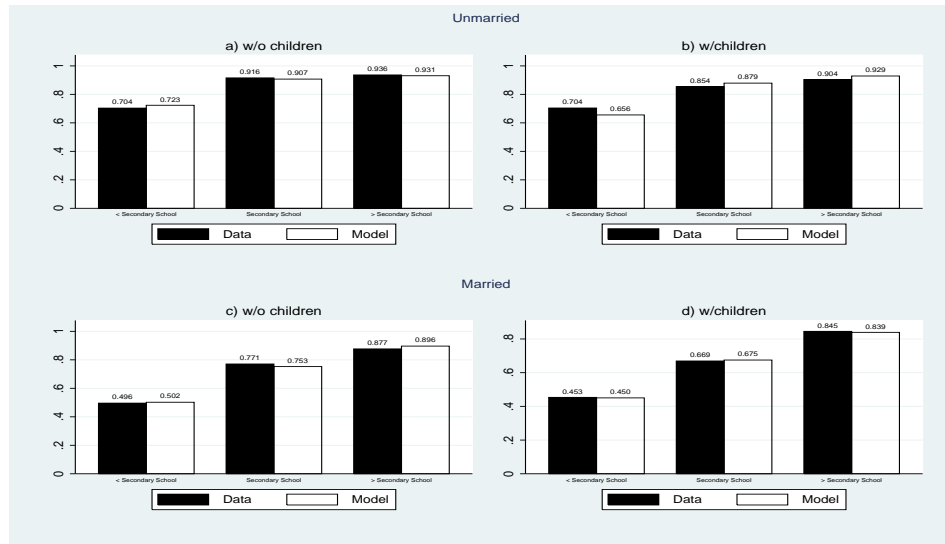 Unmarried
a) w/o children
0 .2 .4 .6 .8 1
0.704 0.723 0.916 0.907 0.936 0.931
< Secondary School Secondary School > Secondary School
Data Model
b) w/children
0 .2 .4 .6 .8 1
0.704 0.656 0.854 0.879 0.904 0.929
< Secondary School Secondary School > Secondary School
Data Model
Married
c) w/o children
0 .2 .4 .6 .8 1
0.496 0.502 0.771 0.753 0.877 0.896
< Secondary School Secondary School > Secondary School
Data Model
d) w/children
0 .2 .4 .6 .8
0.453 0.450 0.669 0.675 0.845 0.839
< Secondary School Secondary School > Secondary School
Data Model